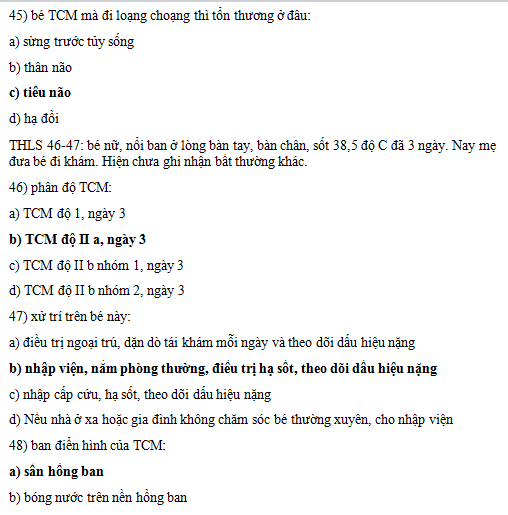 45) bé TCM mà đi loạng choạng thì tổn thương ở đâu:
a) sừng trước tủy sống
b) thân não
c) tiểu não
d) hạ đồi
THLS 46-47: bé nữ, nổi ban ở lòng bàn tay, bàn chân, sốt 38,5 độ C đã 3 ngày. Nay mẹ
đưa bé đi khám. Hiện chưa ghi nhận bất thường khác.
46) phân độ TCM:
a) TCM độ 1, ngày 3
b) TCM độ II a, ngày 3
c) TCM độ II b nhóm 1, ngày 3
d) TCM độ II b nhóm 2, ngày 3
47) xử trí trên bé này:
a) điều trị ngoại trú, dặn dò tái khám mỗi ngày và theo dõi dấu hiệu nặng
b) nhập viện, nằm phòng thường, điều trị hạ sốt, theo dõi dấu hiệu nặng
c) nhập cấp cứu, hạ sốt, theo dõi dấu hiệu nặng
d) Nếu nhà ở xa hoặc gia đình không chăm sóc bé thường xuyên, cho nhập viện
48) ban điển hình của TCM:
a) sân hồng ban
b) bóng nước trên nền hồng ban